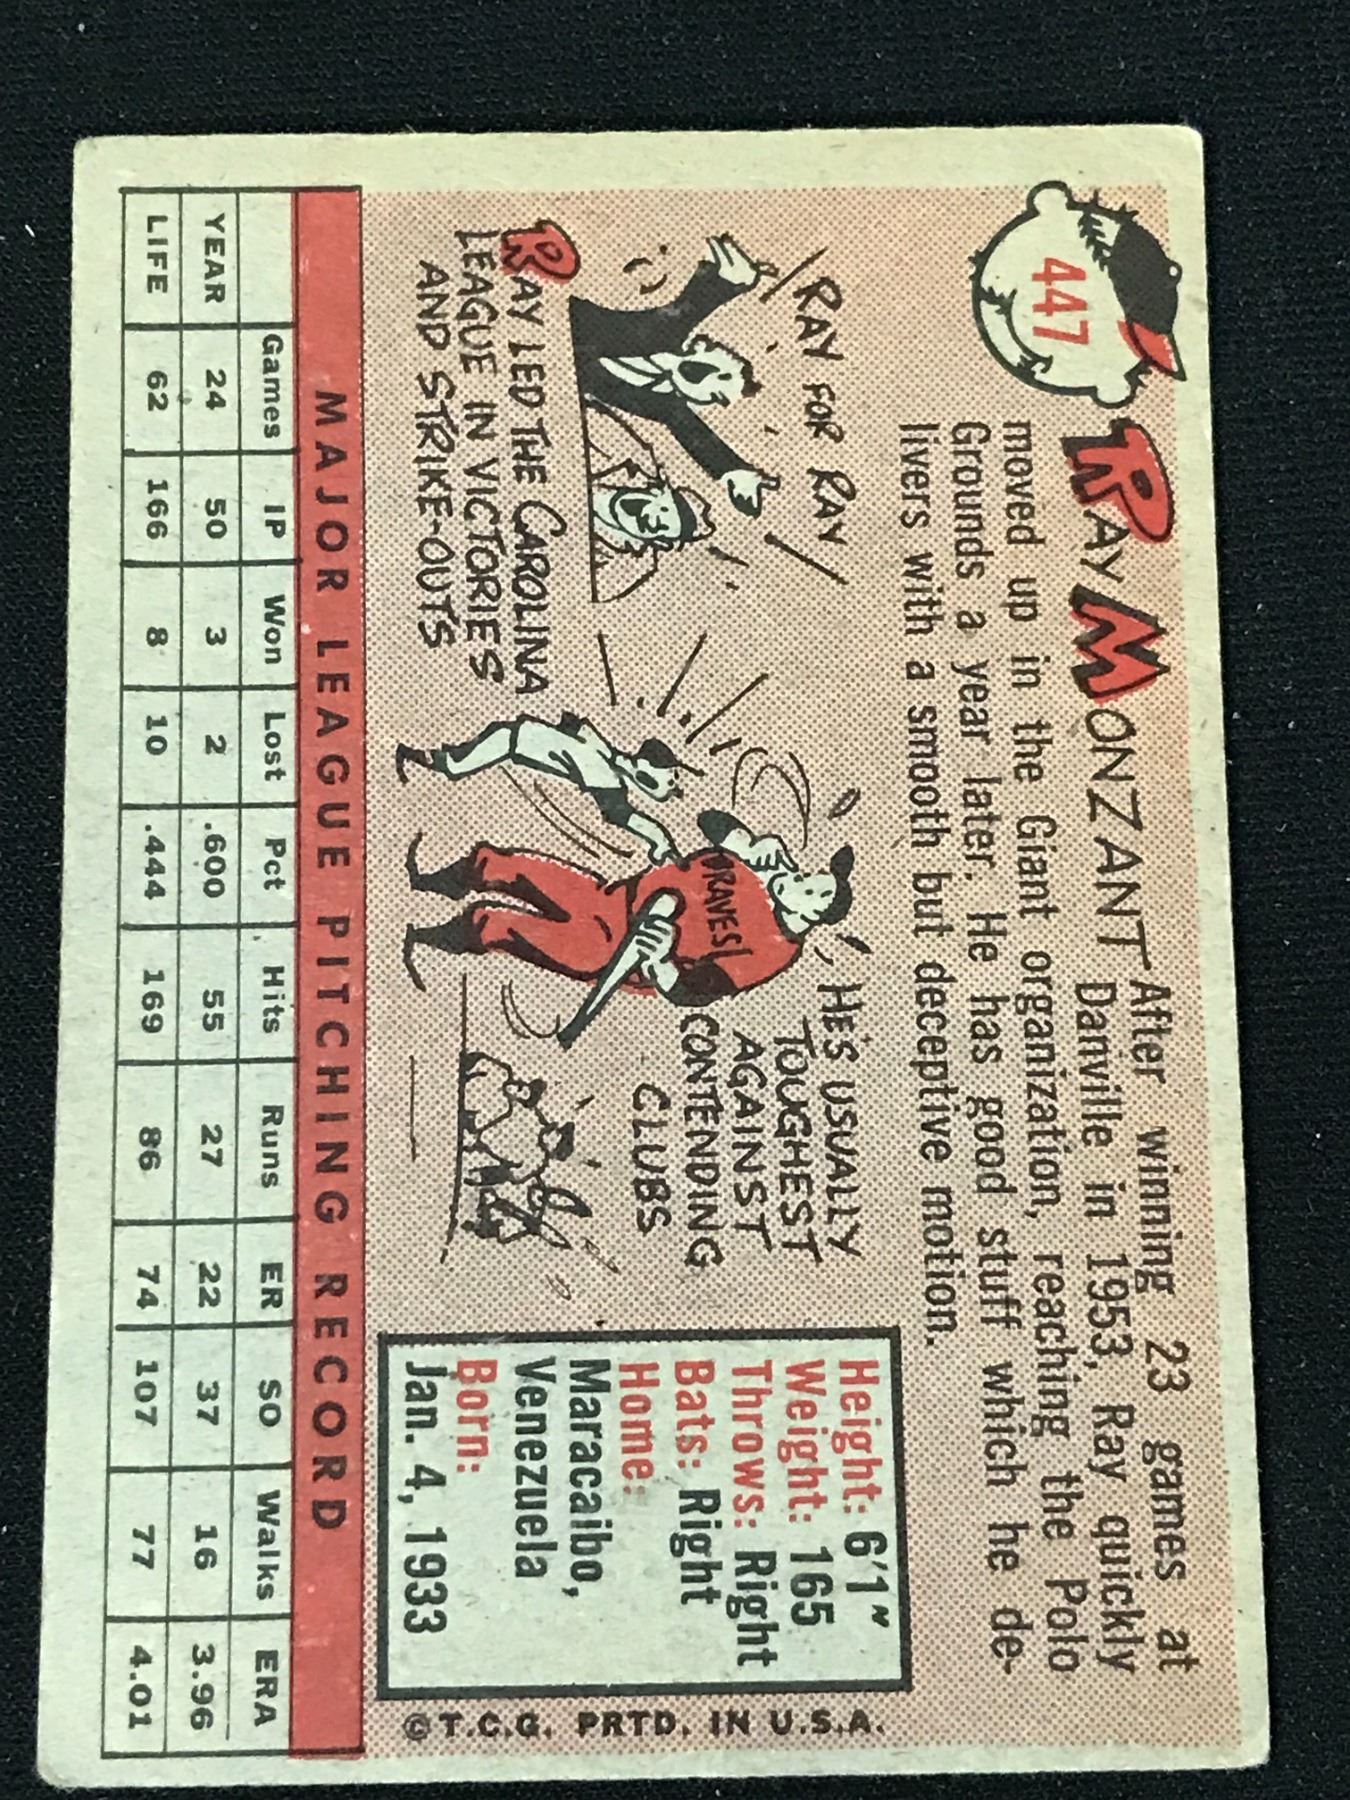 447
RAY MONZANT
After winning 23 games at
Danville in 1953, Ray quickly
moved up in the Giant organization, reaching the Polo
Grounds a year later. He has good stuff which he de-
livers with a smooth but deceptive motion.
RAY FOR RAY
RAY LED THE CAROLINA
LEAGUE IN VICTORIES
AND STRIKE-OUTS
BRAVES
HE'S USUALLY
TOUGHEST
AGAINST
CONTENDING
CLUBS
Height: 6'1"
Weight: 165
Throws: Right
Bats: Right
Home:
Maracaibo,
Venezuela
Born:
Jan. 4, 1933
© T.C.G. PRTD. IN U.S.A.
MAJOR LEAGUE PITCHING RECORD
Games IP Won Lost Pct Hits Runs ER SO Walks ERA
YEAR 24 50 3 2 .600 55 27 22 37 16 3.96
LIFE 62 166 8 10 .444 169 86 74 107 77 4.01